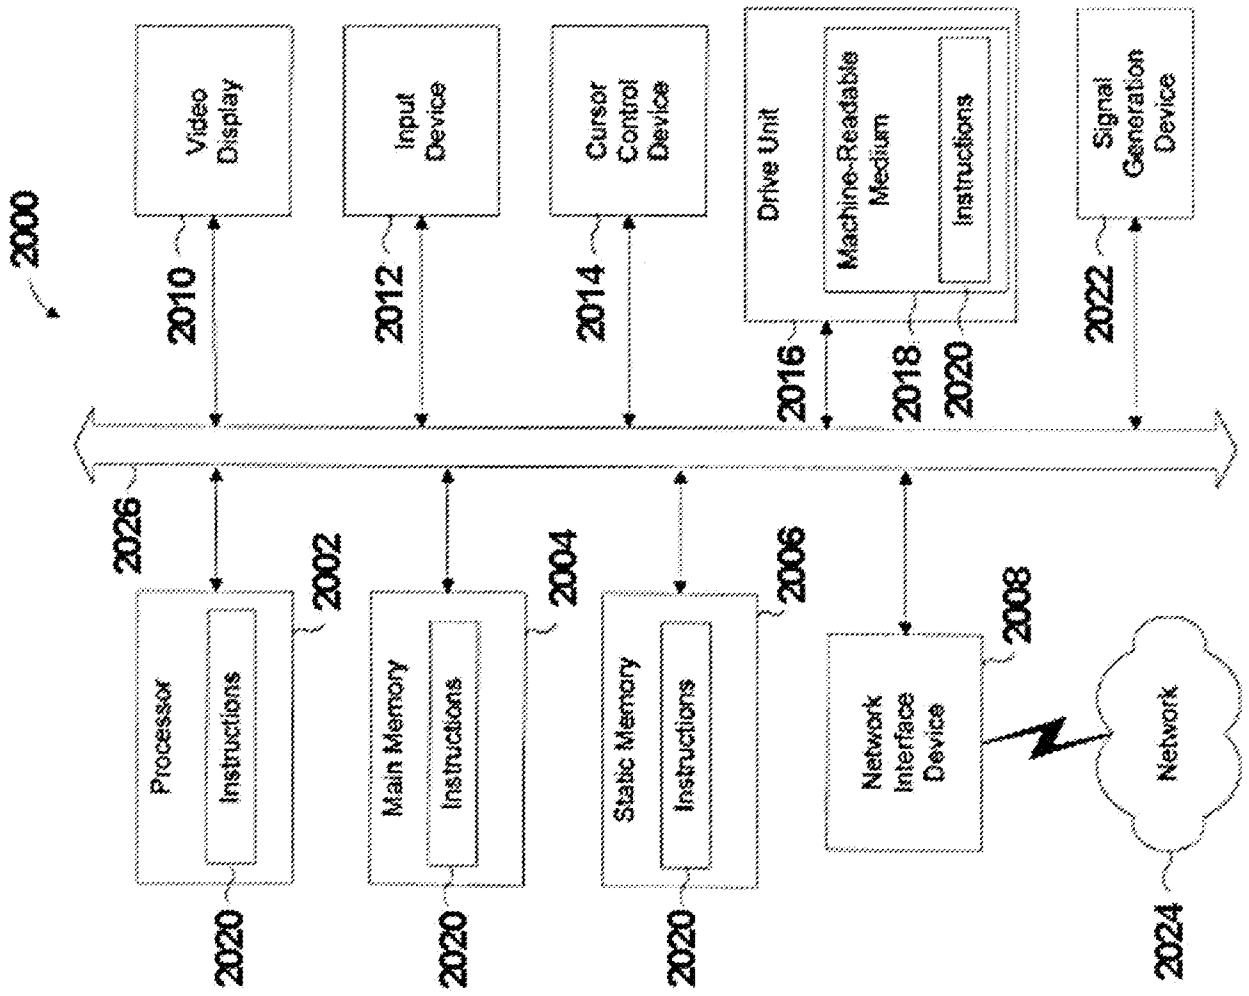 2000
Processor
Instructions
2020
2002
Main Memory
Instructions
2020
2004
Static Memory
Instructions
2020
2006
Network
Interface
Device
2008
Network
2024
2026
Video
Display
2010
Input
Device
2012
Cursor
Control
Device
2014
Drive Unit
Machine-Readable
Medium
Instructions
2016
2018
2020
Signal
Generation
Device
2022